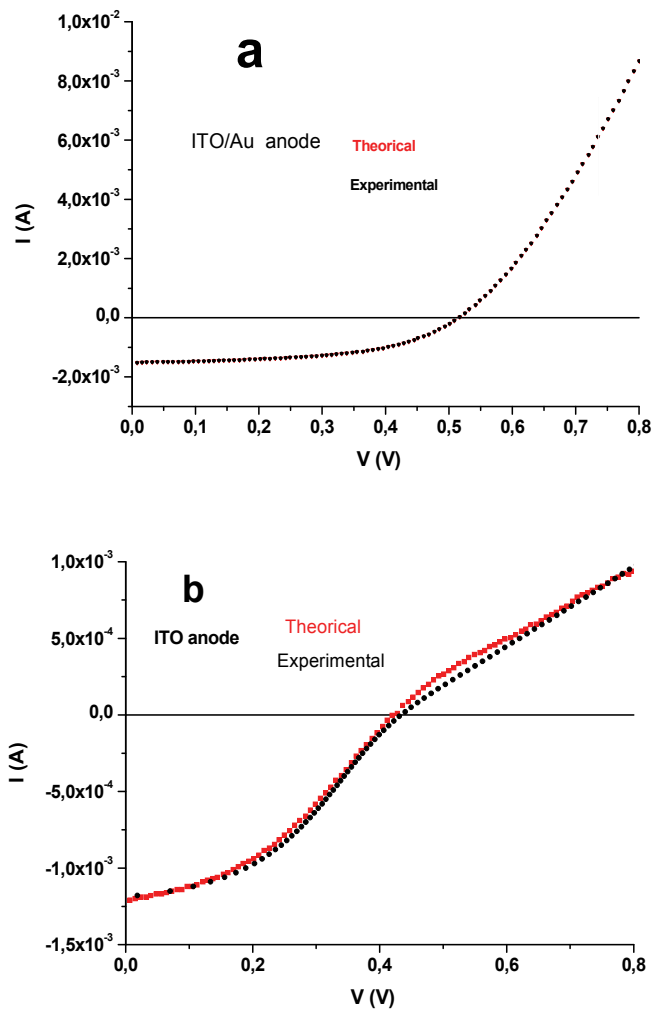 a
1,0x10⁻²
8,0x10⁻³
6,0x10⁻³
4,0x10⁻³
2,0x10⁻³
0,0
-2,0x10⁻³
I (A)
ITO/Au anode
Theorical
Experimental
0,0 0,1 0,2 0,3 0,4 0,5 0,6 0,7 0,8
V (V)
b
1,0x10⁻³
5,0x10⁻⁴
0,0
-5,0x10⁻⁴
-1,0x10⁻³
-1,5x10⁻³
I (A)
ITO anode
Theorical
Experimental
0,0 0,2 0,4 0,6 0,8
V (V)